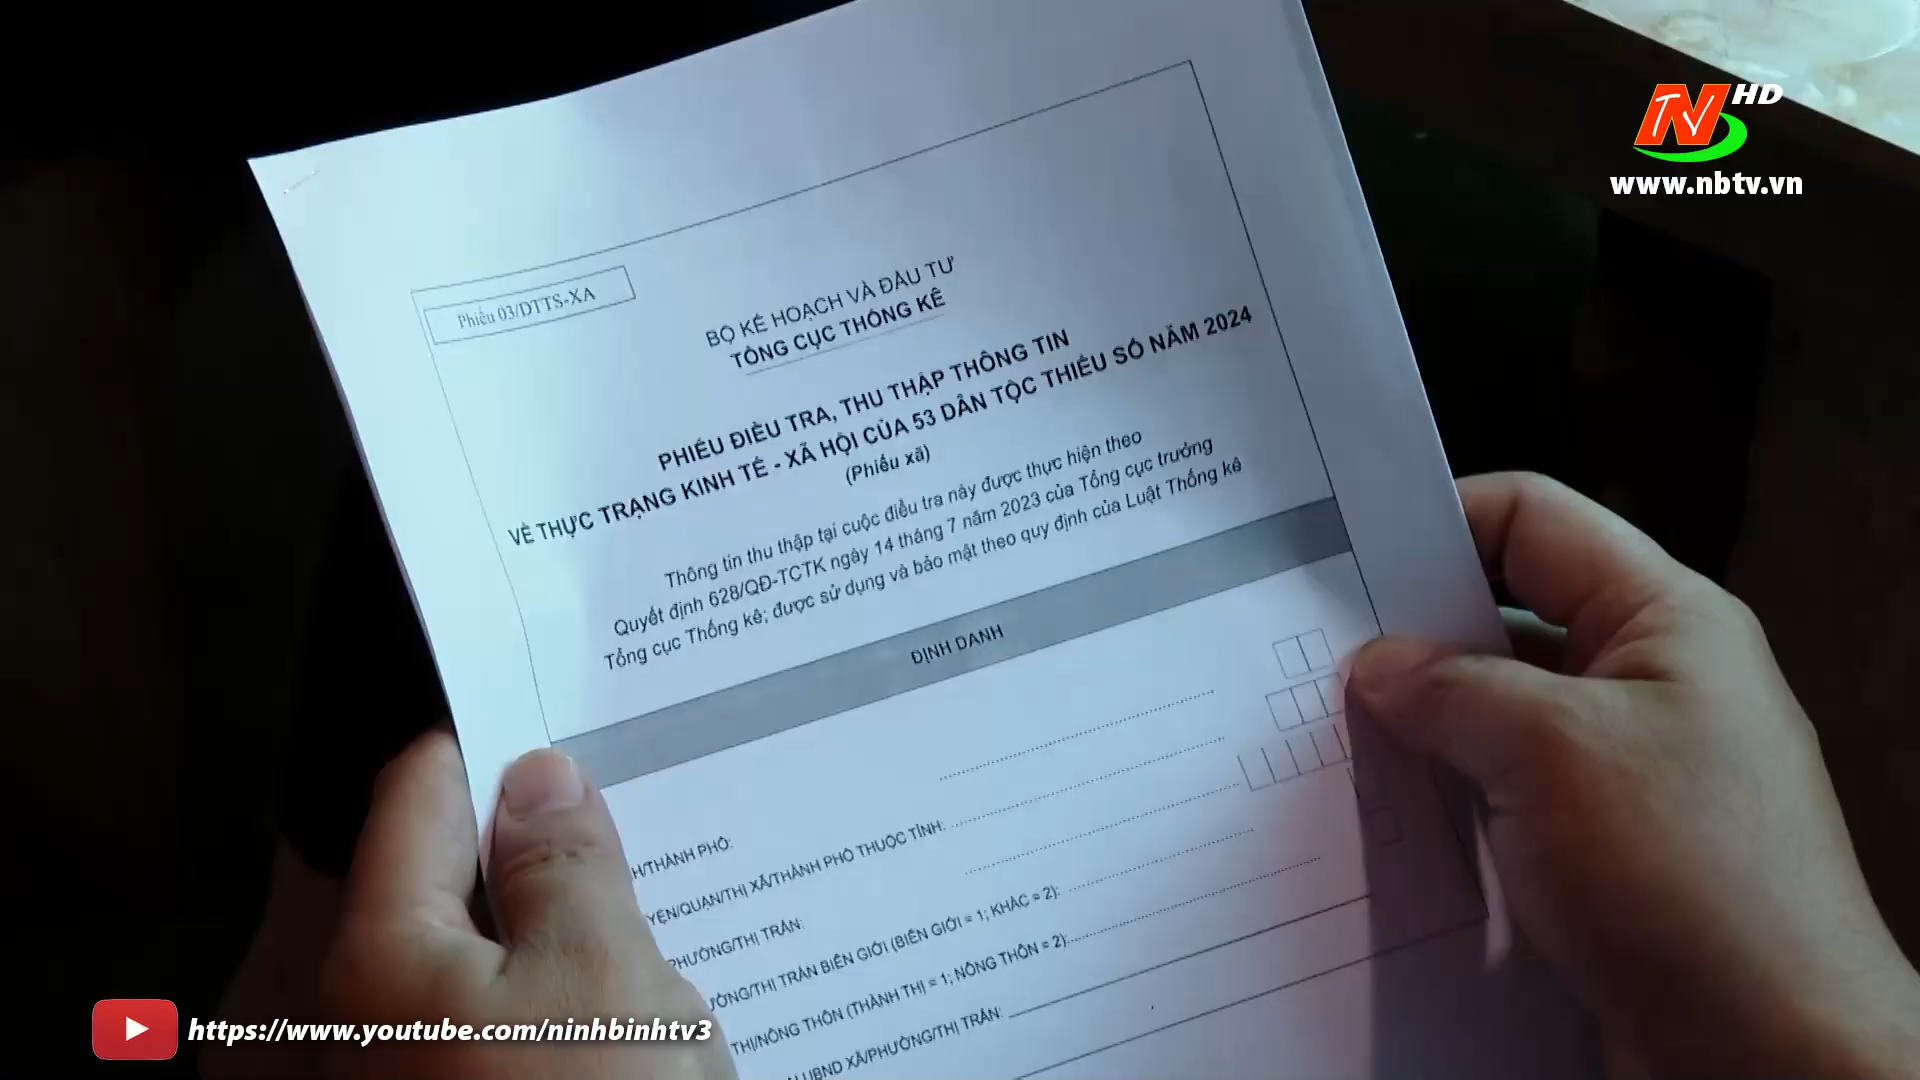 NTV HD
www.nbtv.vn
Phiếu 03/DTTS-XA
BỘ KẾ HOẠCH VÀ ĐẦU TƯ
TỔNG CỤC THỐNG KÊ
PHIẾU ĐIỀU TRA, THU THẬP THÔNG TIN
VỀ THỰC TRẠNG KINH TẾ - XÃ HỘI CỦA 53 DÂN TỘC THIỂU SỐ NĂM 2024
(Phiếu xã)
Thông tin thu thập tại cuộc điều tra này được thực hiện theo
Quyết định 628/QĐ-TCTK ngày 14 tháng 7 năm 2023 của Tổng cục trưởng
Tổng cục Thống kê; được sử dụng và bảo mật theo quy định của Luật Thống kê
ĐỊNH DANH
H/THÀNH PHỐ:
YỆN/QUẬN/THỊ XÃ/THÀNH PHỐ THUỘC TỈNH:
PHƯỜNG/THỊ TRẤN:
ƯỜNG/THỊ TRẤN BIÊN GIỚI (BIÊN GIỚI = 1; KHÁC = 2):
THỊ/NÔNG THÔN (THÀNH THỊ = 1; NÔNG THÔN = 2):
UBND XÃ/PHƯỜNG/THỊ TRẤN:
https://www.youtube.com/ninhbinhtv3